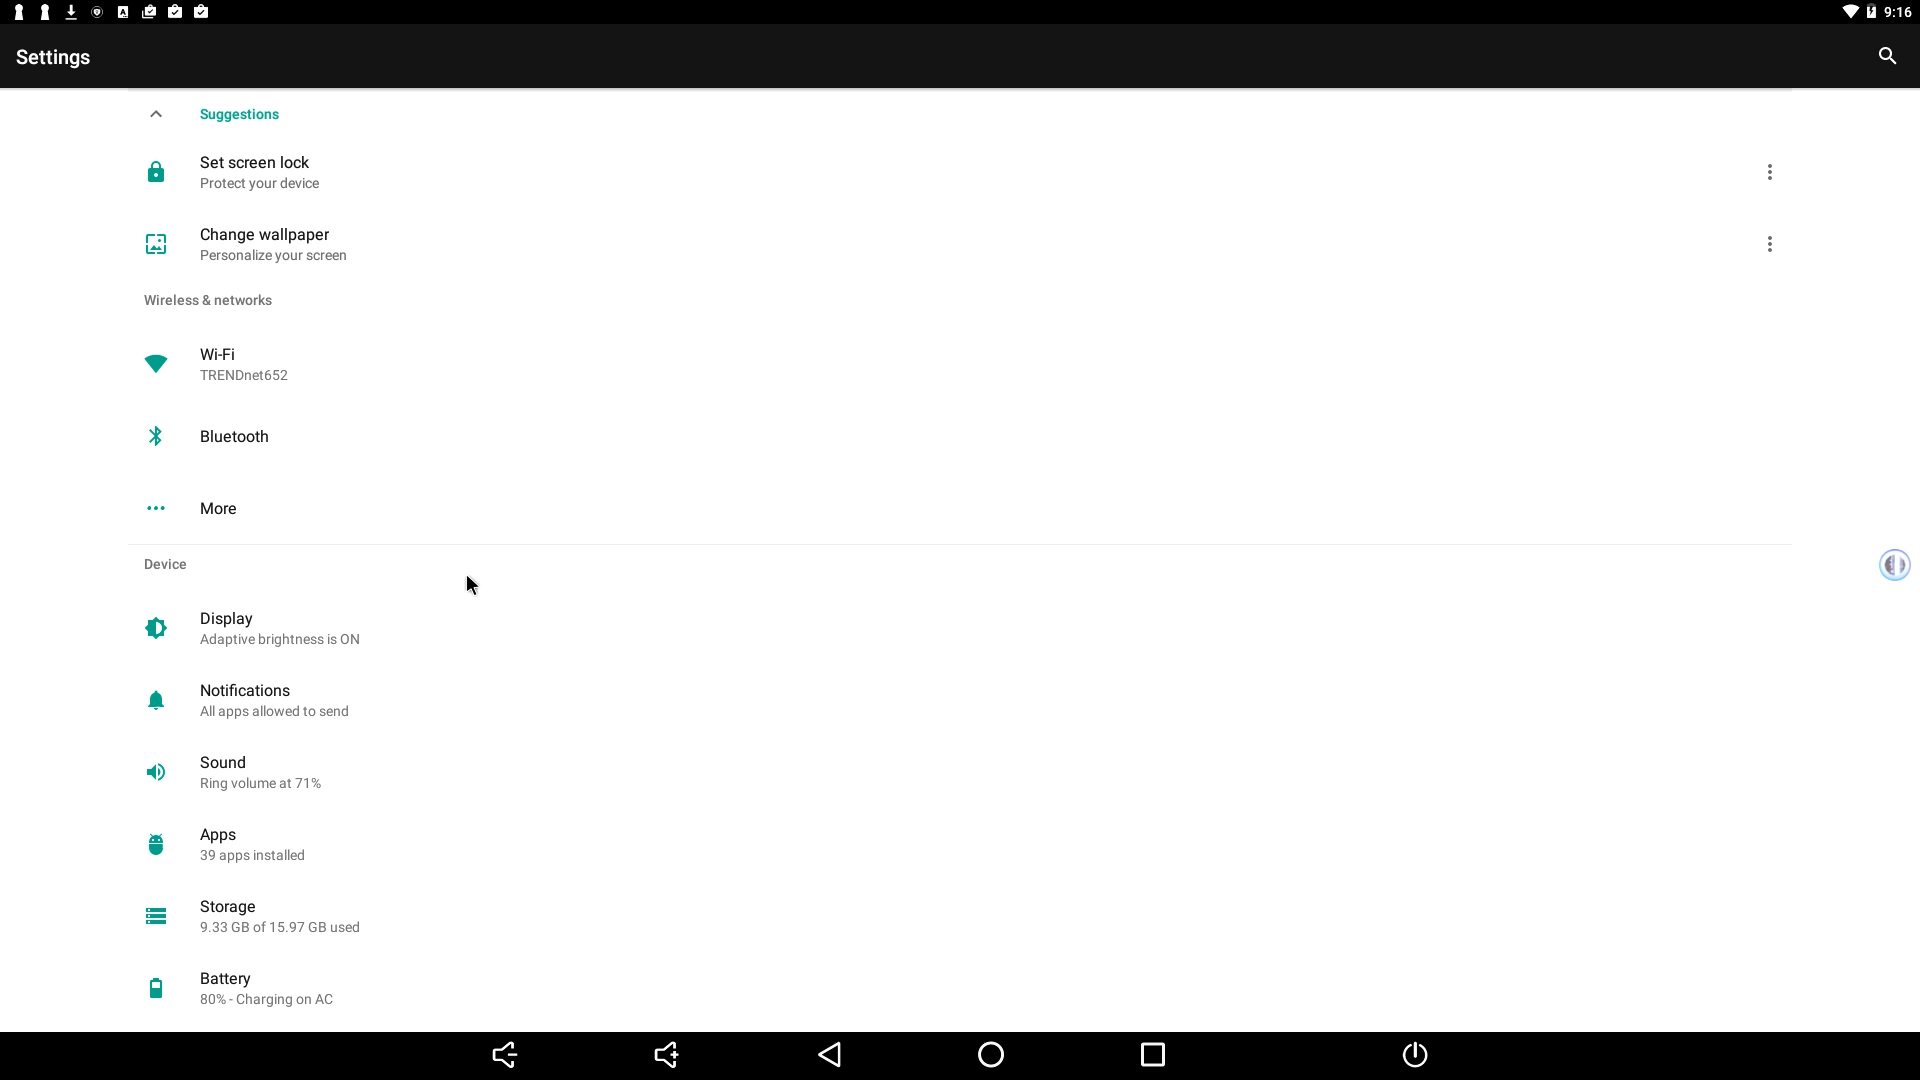 9:16
Settings
Suggestions
Set screen lock
Protect your device
Change wallpaper
Personalize your screen
Wireless & networks
Wi-Fi
TRENDnet652
Bluetooth
More
Device
Display
Adaptive brightness is ON
Notifications
All apps allowed to send
Sound
Ring volume at 71%
Apps
39 apps installed
Storage
9.33 GB of 15.97 GB used
Battery
80% - Charging on AC